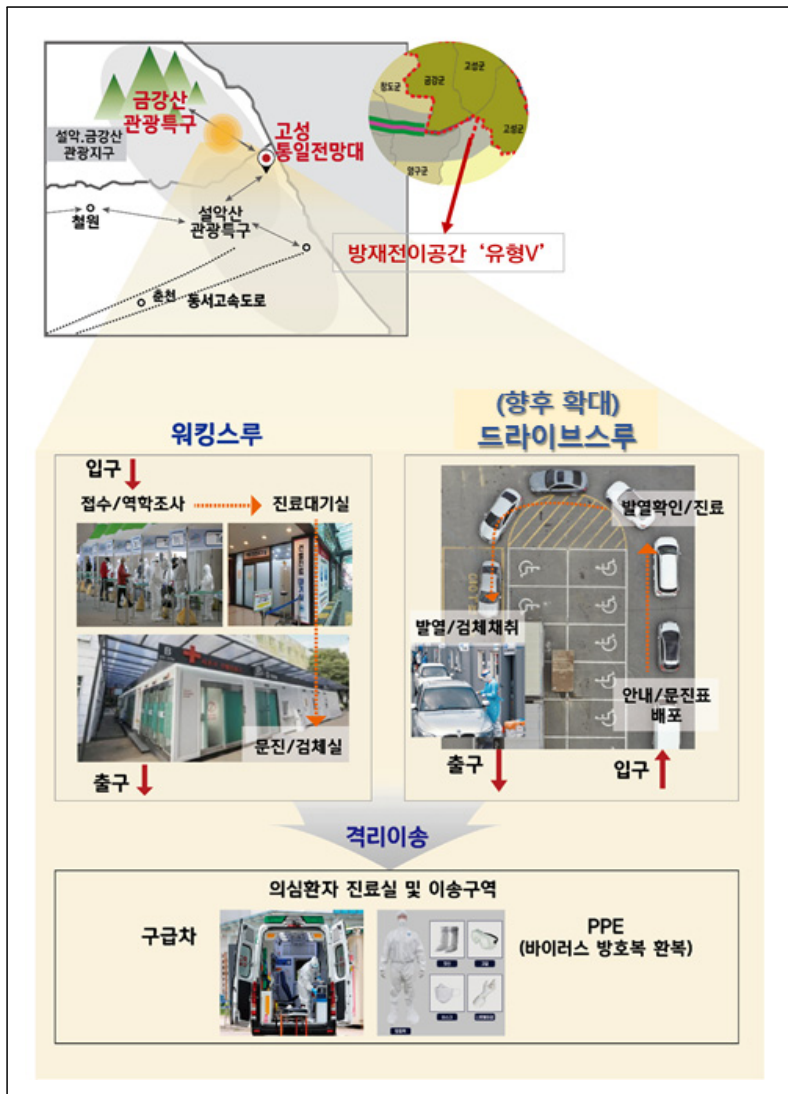 금강산
관광특구
설악.금강산
관광지구
고성
통일전망대
철원
설악산
관광특구
춘천
동서고속도로
고성군
금강군
창도군
고성군
양구군
방재전이공간 ‘유형V’
워킹스루
입구
접수/역학조사
진료대기실
문진/검체실
출구
(향후 확대)
드라이브스루
발열확인/진료
발열/검체채취
안내/문진표
배포
출구
입구
격리이송
의심환자 진료실 및 이송구역
구급차
PPE
(바이러스 방호복 환복)